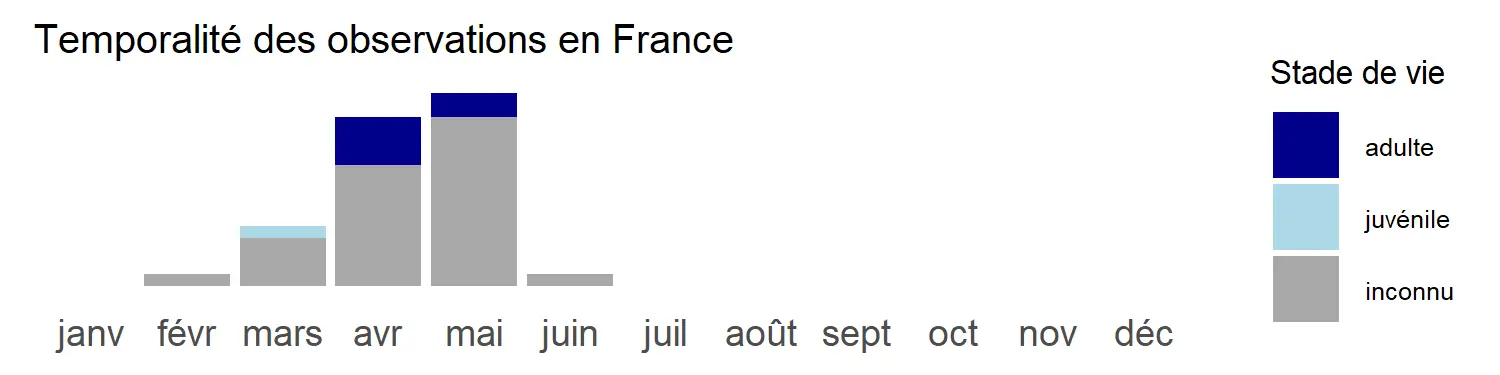 Temporalité des observations en France
Stade de vie
adulte
juvénile
inconnu
janv févr mars avr mai juin juil août sept oct nov déc